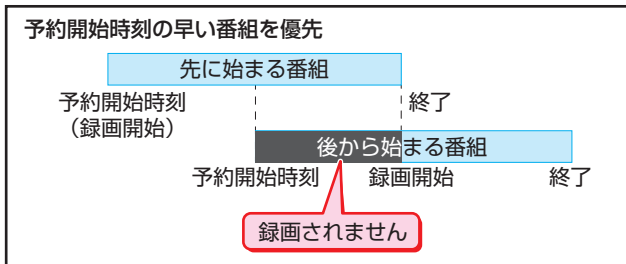 予約開始時刻の早い番組を優先
先に始まる番組
予約開始時刻
（録画開始）
終了
後から始まる番組
予約開始時刻
録画開始
終了
録画されません